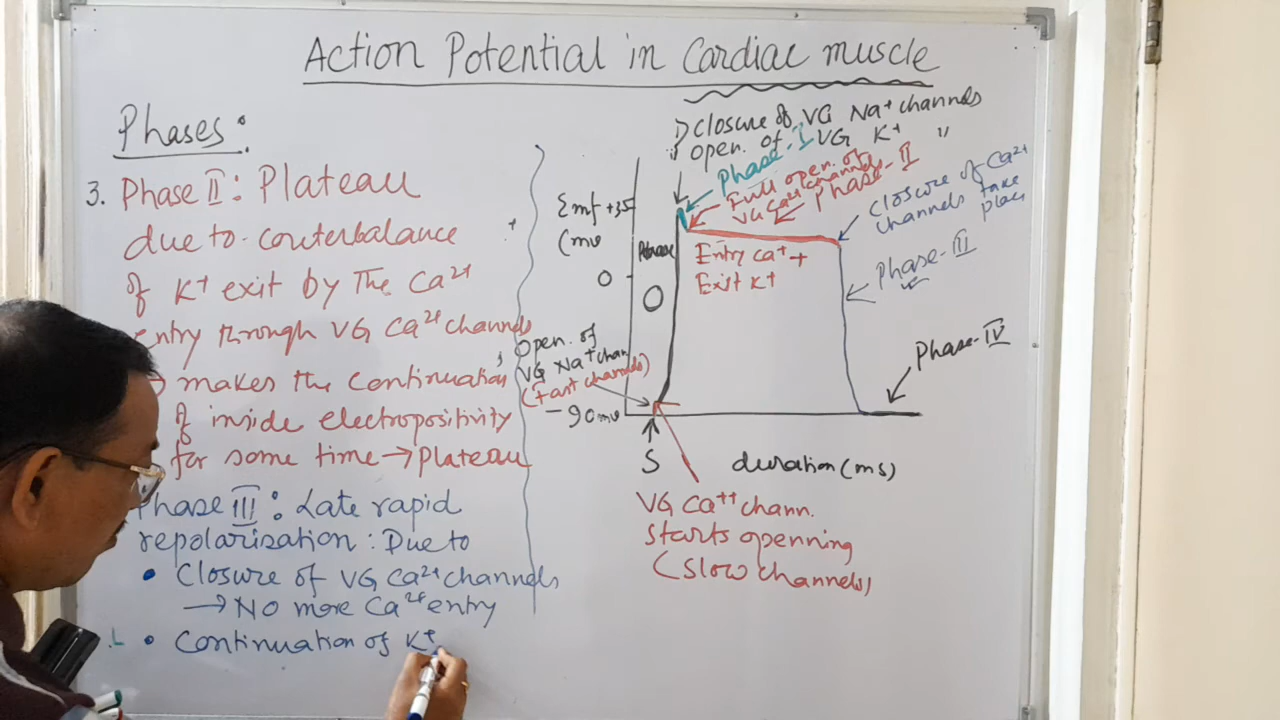 Action Potential in Cardiac muscle
Phases:
3. Phase II: Plateau
due to counterbalance
of K+ exit by the Ca2+
entry through VG Ca2+ channels
→ makes the continuation
of inside electropositivity
for some time → plateau
Phase III: Late rapid
repolarisation: Due to
• Closure of VG Ca2+ channels
→ NO more Ca2+ entry
• Continuation of K+
i) closure of VG Na+ channels
ii) open. of VG K+ "
Phase-I
Full open. of
VG Ca2+ channels
Phase-II
closure of Ca2+
channels take
place
Emf +35
(mv
0
Phase
0
Entry Ca++
Exit K+
Phase-III
Phase-IV
Open. of
VG Na+ chan
(Fast channels)
-90mv
S
duration (ms)
VG Ca++ chann.
starts openning
(slow channels)